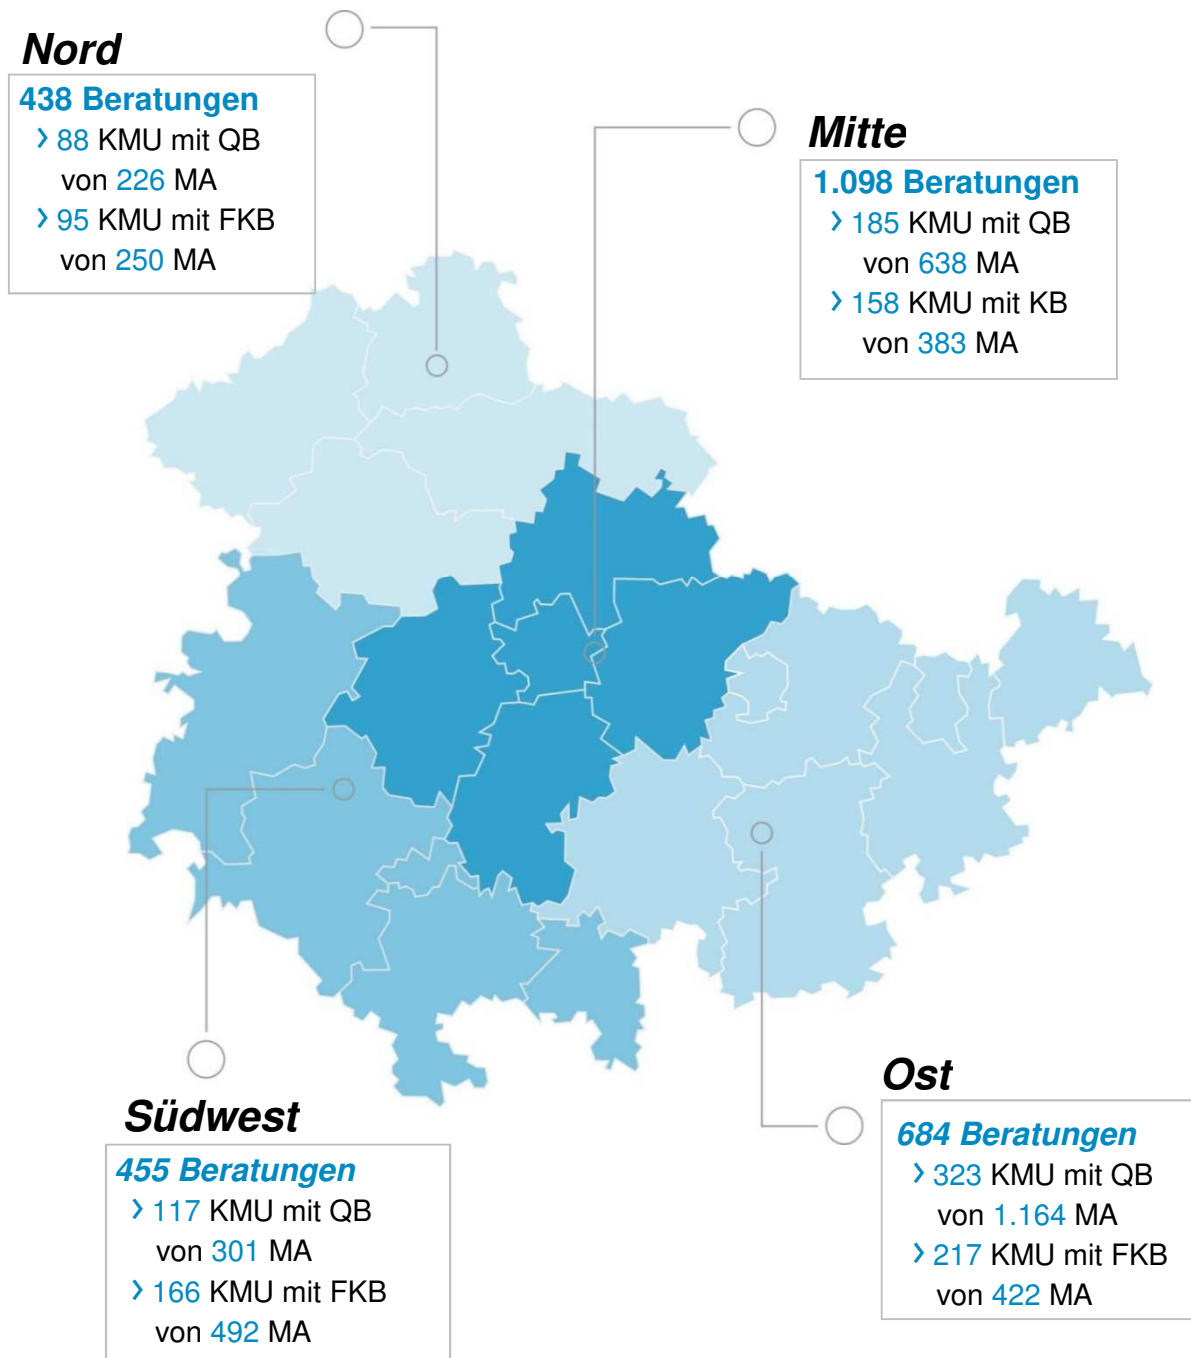 Nord
438 Beratungen
> 88 KMU mit QB
von 226 MA
> 95 KMU mit FKB
von 250 MA
Mitte
1.098 Beratungen
> 185 KMU mit QB
von 638 MA
> 158 KMU mit KB
von 383 MA
Südwest
455 Beratungen
> 117 KMU mit QB
von 301 MA
> 166 KMU mit FKB
von 492 MA
Ost
684 Beratungen
> 323 KMU mit QB
von 1.164 MA
> 217 KMU mit FKB
von 422 MA